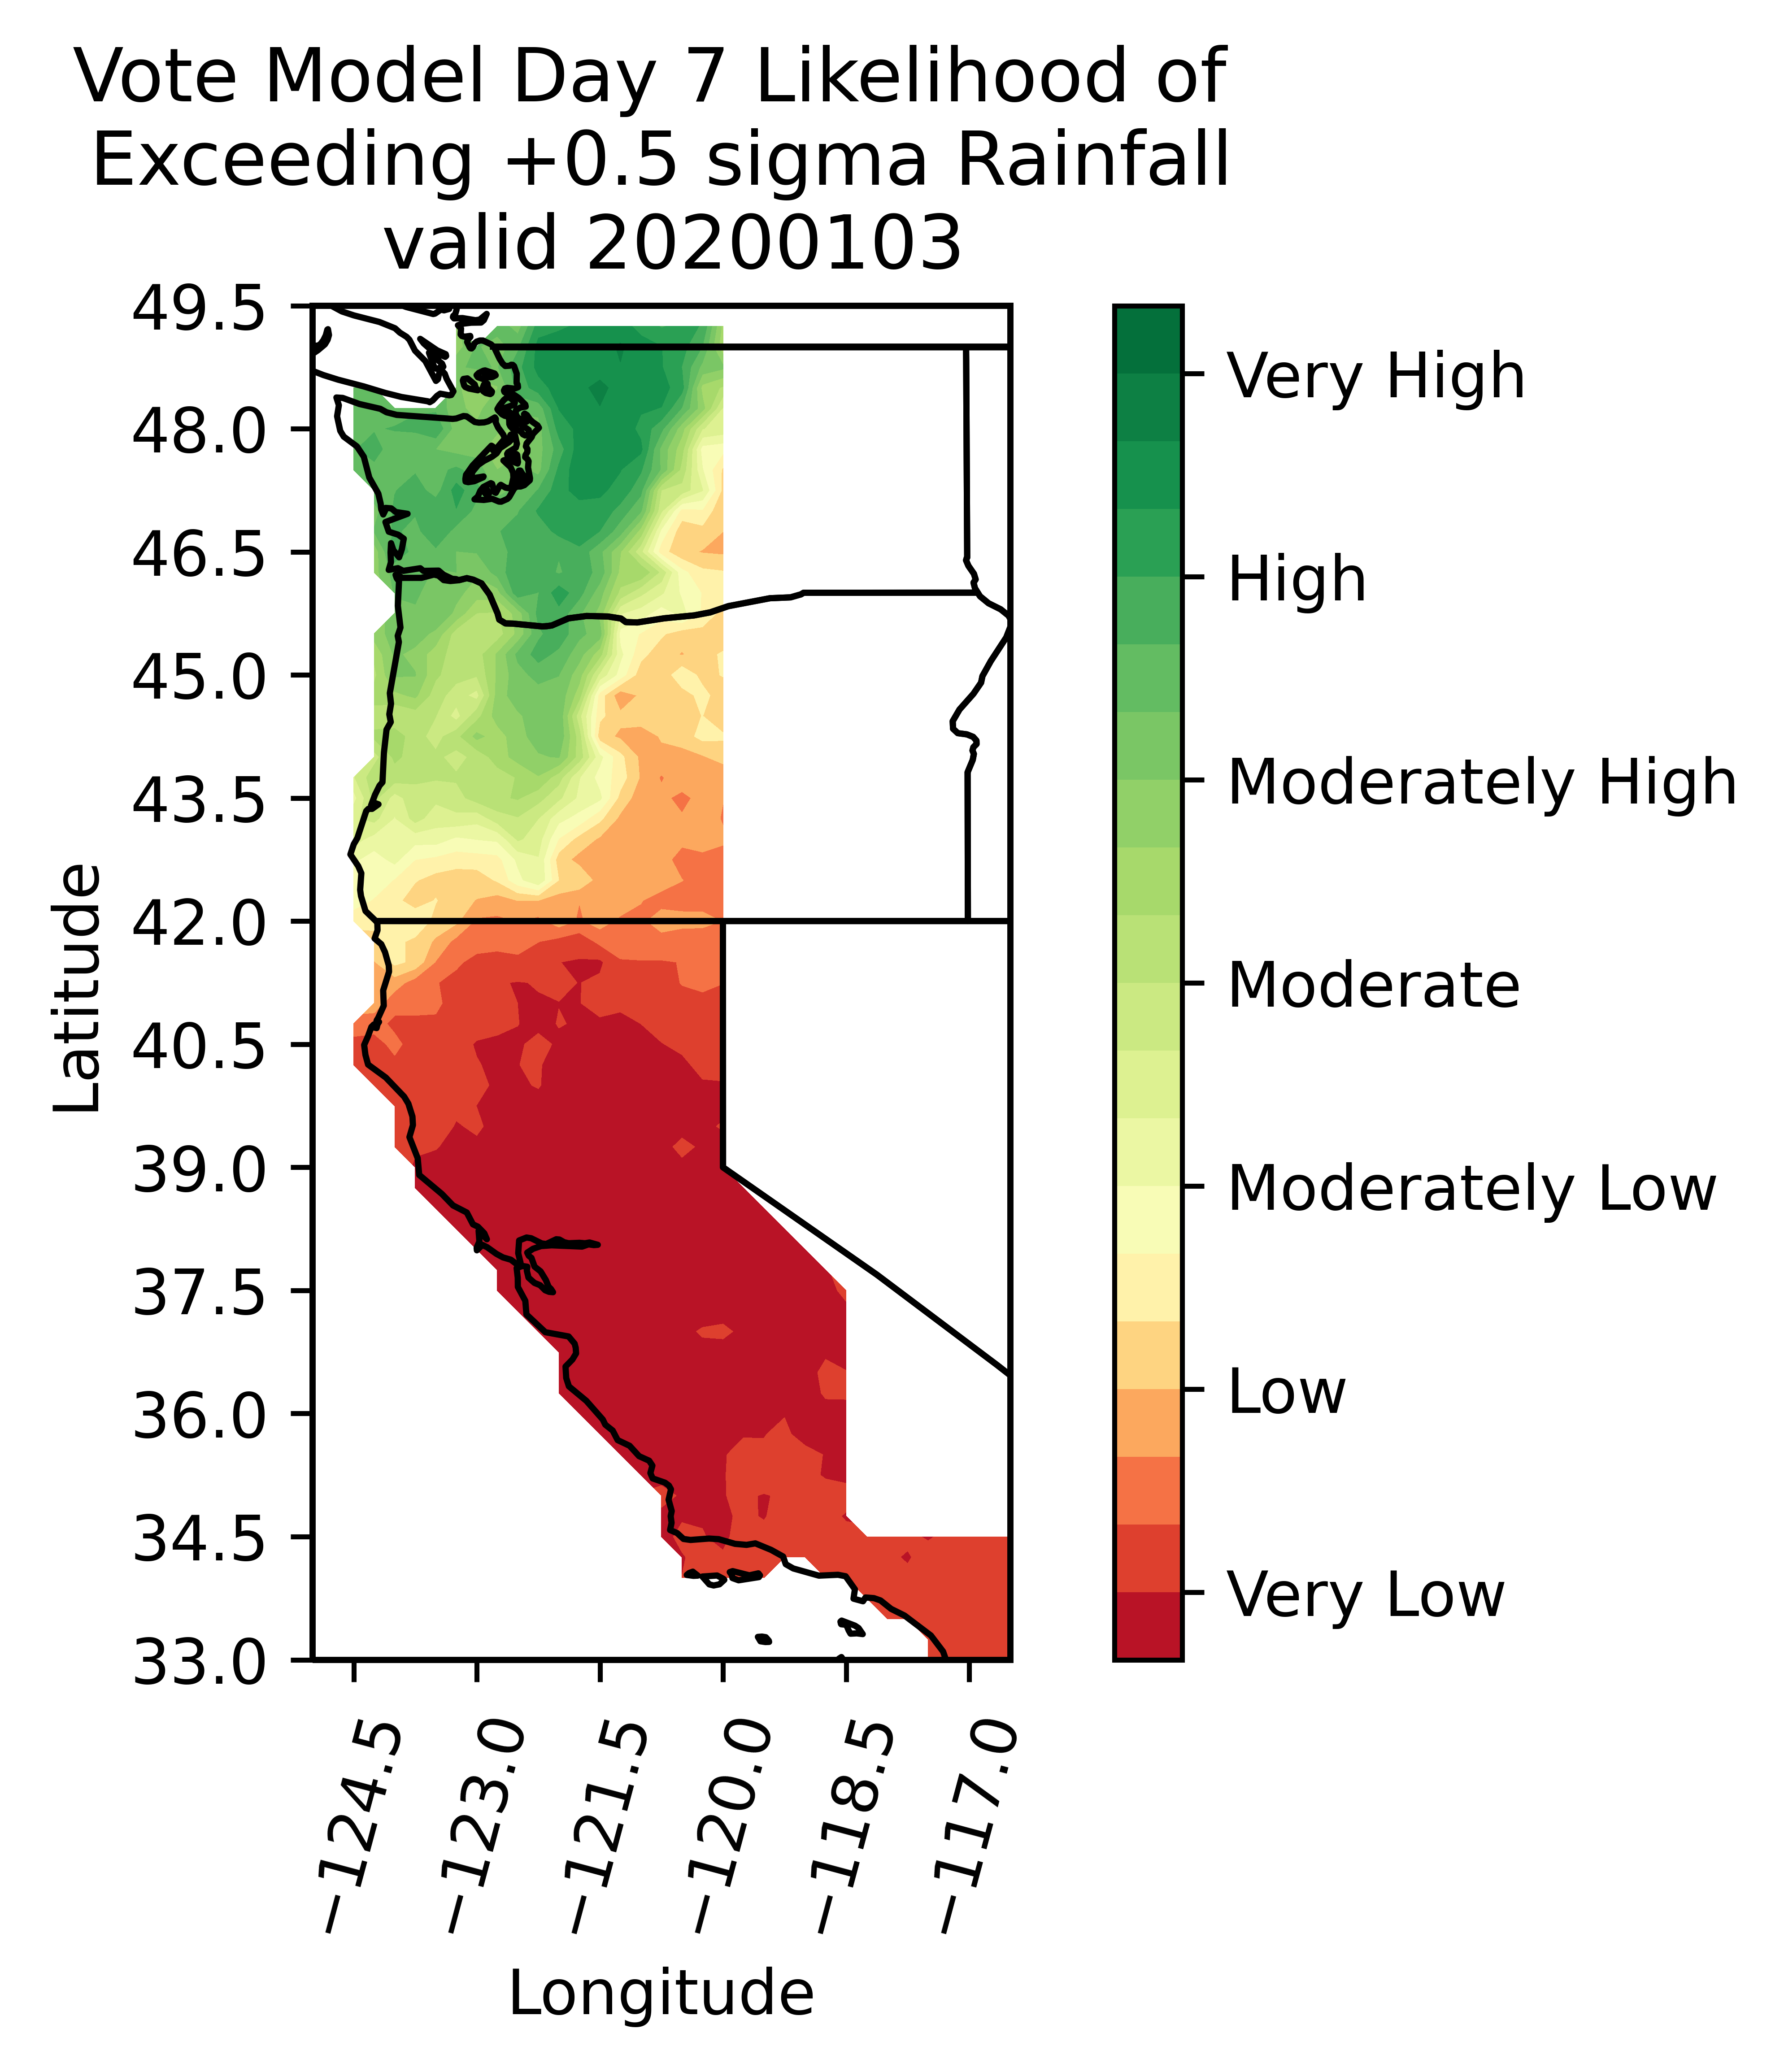 Vote Model Day 7 Likelihood of
Exceeding +0.5 sigma Rainfall
valid 20200103
49.5
48.0
46.5
45.0
43.5
42.0
40.5
39.0
37.5
36.0
34.5
33.0
Latitude
−124.5
−123.0
−121.5
−120.0
−118.5
−117.0
Longitude
Very High
High
Moderately High
Moderate
Moderately Low
Low
Very Low